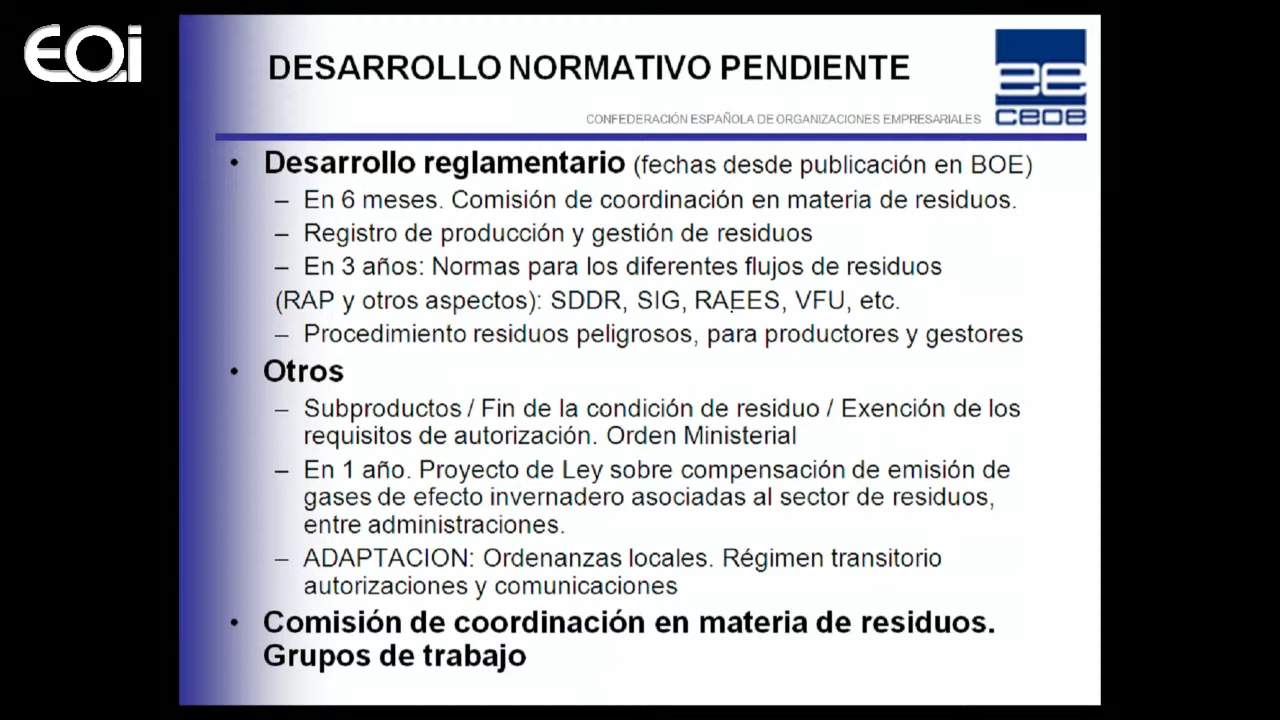 EOi
DESARROLLO NORMATIVO PENDIENTE
CONFEDERACIÓN ESPAÑOLA DE ORGANIZACIONES EMPRESARIALES
ceoe
• Desarrollo reglamentario (fechas desde publicación en BOE)
– En 6 meses. Comisión de coordinación en materia de residuos.
– Registro de producción y gestión de residuos
– En 3 años: Normas para los diferentes flujos de residuos
(RAP y otros aspectos): SDDR, SIG, RAEES, VFU, etc.
– Procedimiento residuos peligrosos, para productores y gestores
• Otros
– Subproductos / Fin de la condición de residuo / Exención de los
requisitos de autorización. Orden Ministerial
– En 1 año. Proyecto de Ley sobre compensación de emisión de
gases de efecto invernadero asociadas al sector de residuos,
entre administraciones.
– ADAPTACION: Ordenanzas locales. Régimen transitorio
autorizaciones y comunicaciones
• Comisión de coordinación en materia de residuos.
Grupos de trabajo